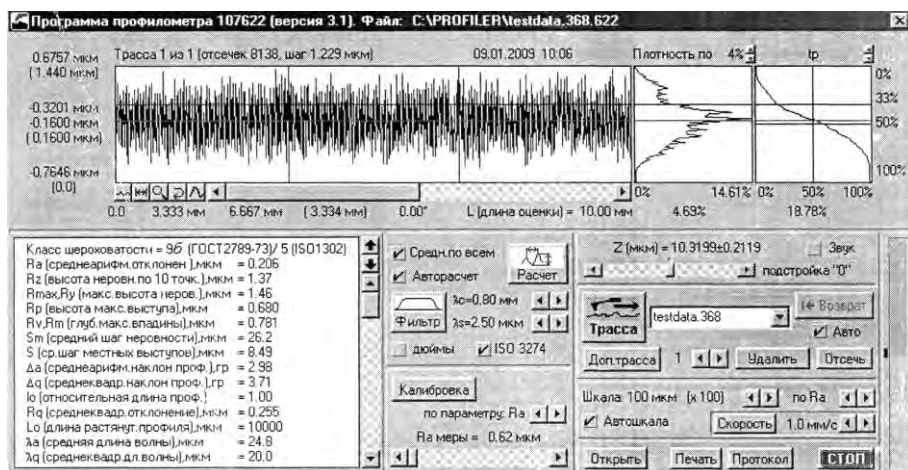 Программа профилометра 107622 (версия 3.1). Файл: C:\PROFILER\testdata.368.622
0.6757 мкм
(1.440 мкм)
-0.3201 мкм
-0.1600 мкм
(0.1600 мкм)
-0.7646 мкм
(0.0)
Трасса 1 из 1 (отсечек 8138, шаг 1.229 мкм)
09.01.2009 10:06
Плотность по 4%
tp
0%
33%
50%
100%
0% 14.61% 0% 50% 100%
0.0 3.333 мм 6.667 мм (3.334 мм) 0.00° L (длина оценки) = 10.00 мм 4.69% 18.78%
Класс шероховатости = 9б (ГОСТ2789-73)/ 5 (ISO1302)
Ra (среднеарифм.отклонен.),мкм = 0.206
Rz (высота неровн.по 10 точк.),мкм = 1.37
Rmax,Ry (макс.высота неров.),мкм = 1.46
Rp (высота макс.выступа),мкм = 0.680
Rv,Rm (глуб.макс.впадины),мкм = 0.781
Sm (средний шаг неровности),мкм = 26.2
S (ср.шаг местных выступов),мкм = 8.49
Δa (среднеарифм.наклон проф.),гр = 2.98
Δq (среднеквадр.наклон проф.),гр = 3.71
lo (относительная длина проф.) = 1.00
Rq (среднеквадр.отклонение),мкм = 0.255
Lo (длина растянут.профиля),мкм = 10000
λa (средняя длина волны),мкм = 24.8
λq (среднеквадр.дл.волны),мкм = 20.0
Средн.по всем
Авторасчет
Расчет
Фильтр
λc=0.80 мм
λs=2.50 мкм
дюймы
ISO 3274
Калибровка
по параметру: Ra
Ra меры = 0.62 мкм
Z (мкм) = 10.3199±0.2119
Звук
подстройка "0"
Трасса
testdata.368
Возврат
Авто
Доп.трасса
1
Удалить
Отсечь
Шкала: 100 мкм (x 100)
по Ra
Автошкала
Скорость
1.0 мм/с
Открыть
Печать
Протокол
СТОП